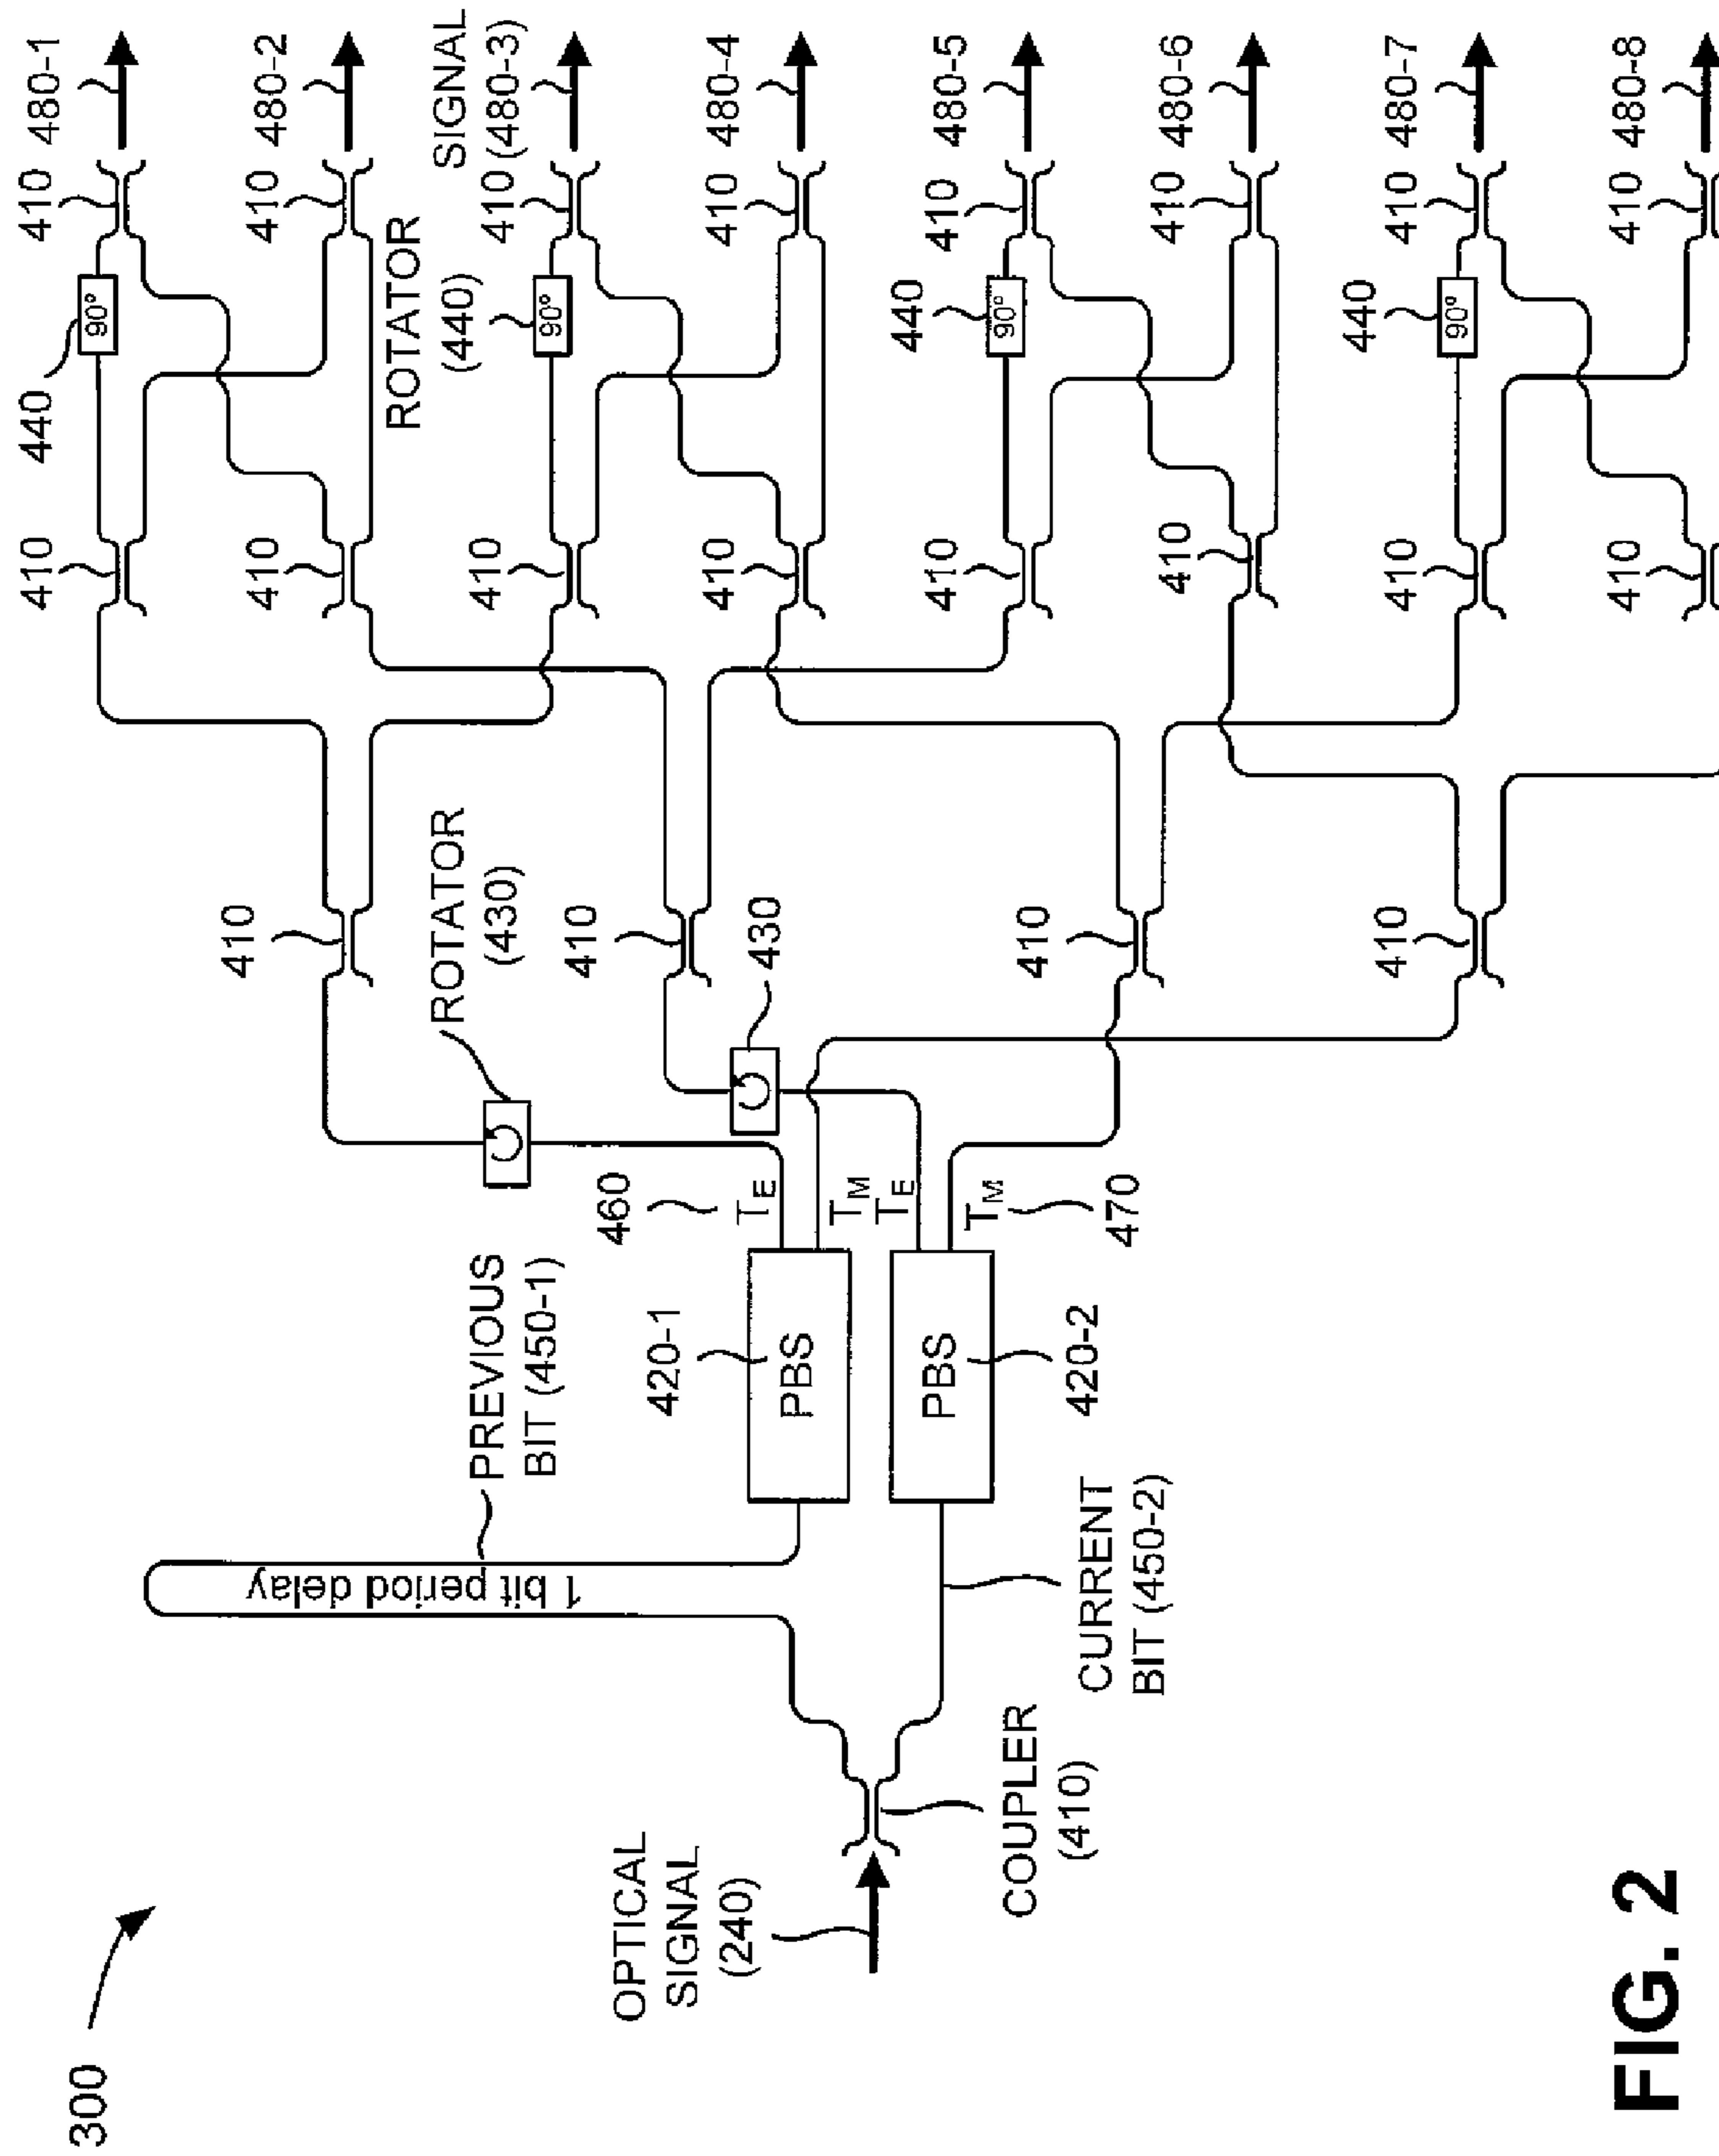 300
OPTICAL
SIGNAL
(240)
COUPLER
(410)
1 bit period delay
PREVIOUS
BIT (450-1)
CURRENT
BIT (450-2)
420-1
PBS
PBS
420-2
460
TE
TM
TE
TM
470
ROTATOR
(430)
430
410
410
410
410
410
410
410
410
410
410
410
410
440
90°
ROTATOR
(440)
90°
440
90°
440
90°
410
410
410
410
410
410
410
410
480-1
480-2
SIGNAL
(480-3)
480-4
480-5
480-6
480-7
480-8
FIG. 2